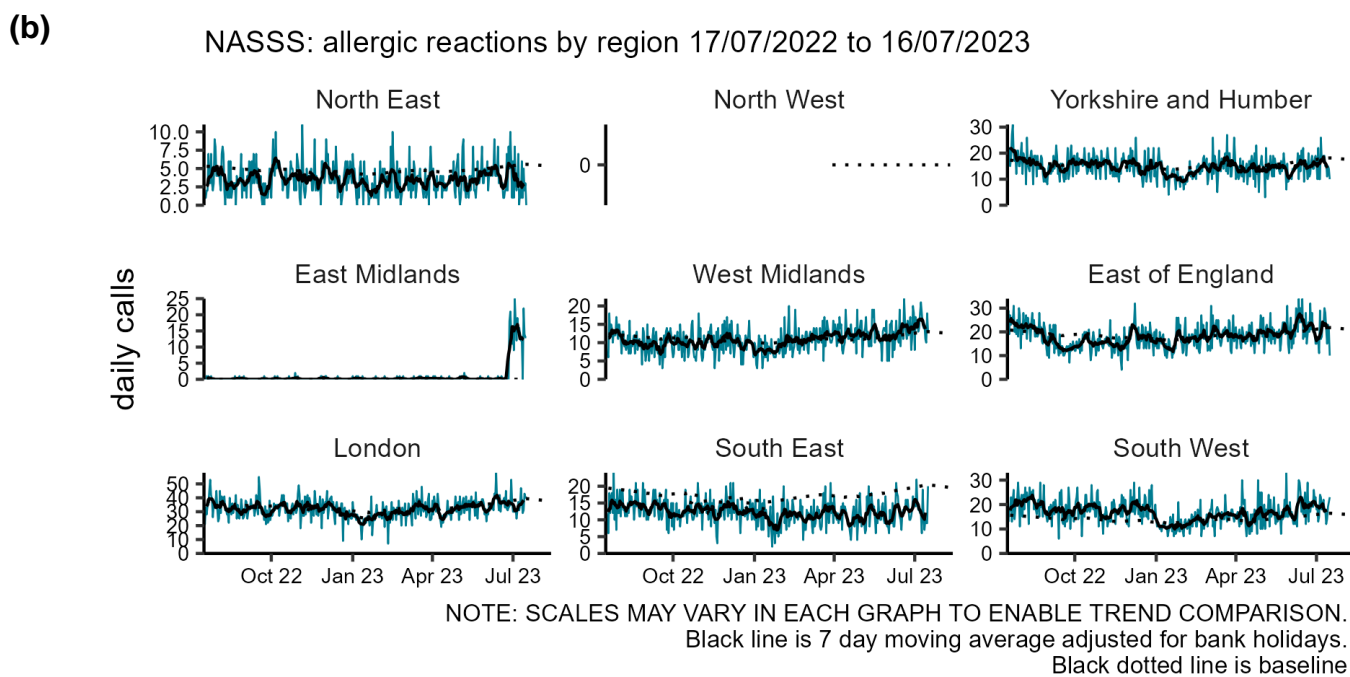 (b)
NASSS: allergic reactions by region 17/07/2022 to 16/07/2023
North East
10.0
7.5
5.0
2.5
0.0
North West
0
Yorkshire and Humber
30
20
10
0
daily calls
East Midlands
25
20
15
10
5
0
West Midlands
20
15
10
5
0
East of England
30
20
10
0
London
50
40
30
20
10
0
South East
20
15
10
5
0
South West
30
20
10
0
Oct 22 Jan 23 Apr 23 Jul 23
Oct 22 Jan 23 Apr 23 Jul 23
Oct 22 Jan 23 Apr 23 Jul 23
NOTE: SCALES MAY VARY IN EACH GRAPH TO ENABLE TREND COMPARISON.
Black line is 7 day moving average adjusted for bank holidays.
Black dotted line is baseline